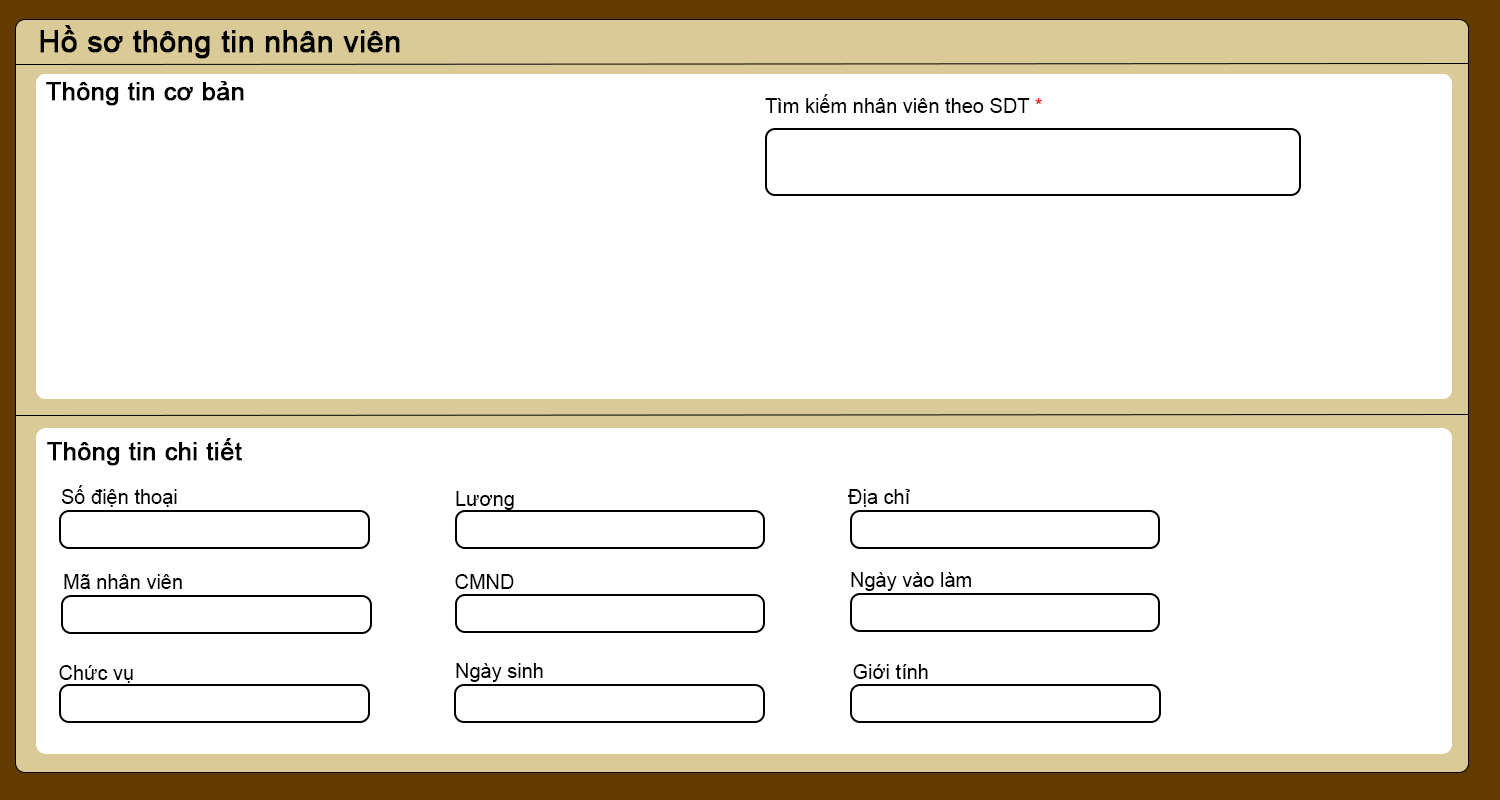 Hồ sơ thông tin nhân viên
Thông tin cơ bản
Tìm kiếm nhân viên theo SDT *
Thông tin chi tiết
Số điện thoại
Lương
Địa chỉ
Mã nhân viên
CMND
Ngày vào làm
Chức vụ
Ngày sinh
Giới tính